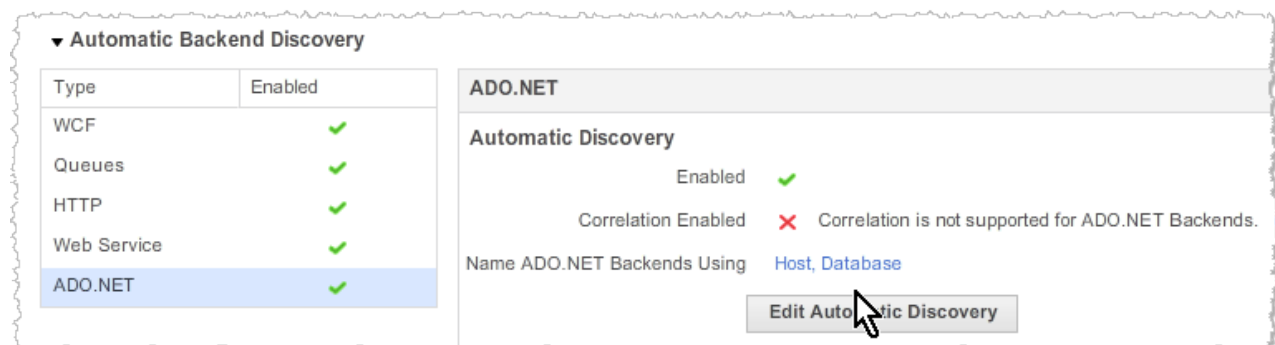 Automatic Backend Discovery
Type Enabled
WCF
Queues
HTTP
Web Service
ADO.NET
ADO.NET
Automatic Discovery
Enabled
Correlation Enabled Correlation is not supported for ADO.NET Backends.
Name ADO.NET Backends Using Host, Database
Edit Automatic Discovery